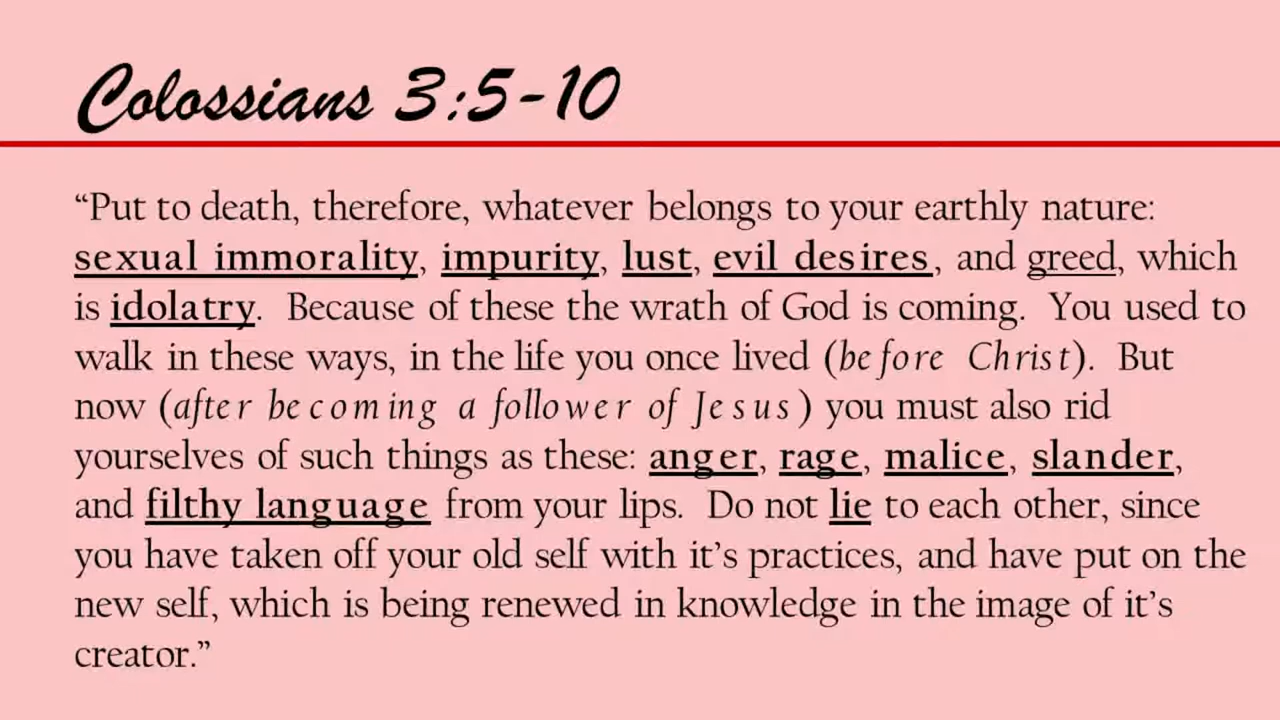 Colossians 3:5-10
“Put to death, therefore, whatever belongs to your earthly nature:
sexual immorality, impurity, lust, evil desires, and greed, which
is idolatry.  Because of these the wrath of God is coming.  You used to
walk in these ways, in the life you once lived (before Christ).  But
now (after becoming a follower of Jesus) you must also rid
yourselves of such things as these: anger, rage, malice, slander,
and filthy language from your lips.  Do not lie to each other, since
you have taken off your old self with it’s practices, and have put on the
new self, which is being renewed in knowledge in the image of it’s
creator.”